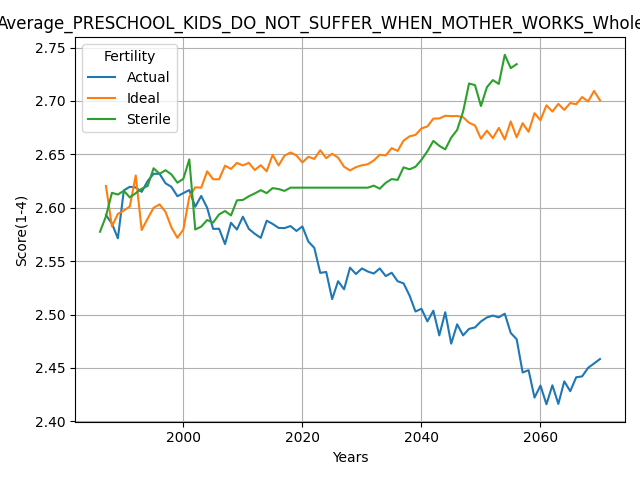 Average_PRESCHOOL_KIDS_DO_NOT_SUFFER_WHEN_MOTHER_WORKS_Whole
Fertility
Actual
Ideal
Sterile
Score(1-4)
2.75
2.70
2.65
2.60
2.55
2.50
2.45
2.40
2000 2020 2040 2060
Years